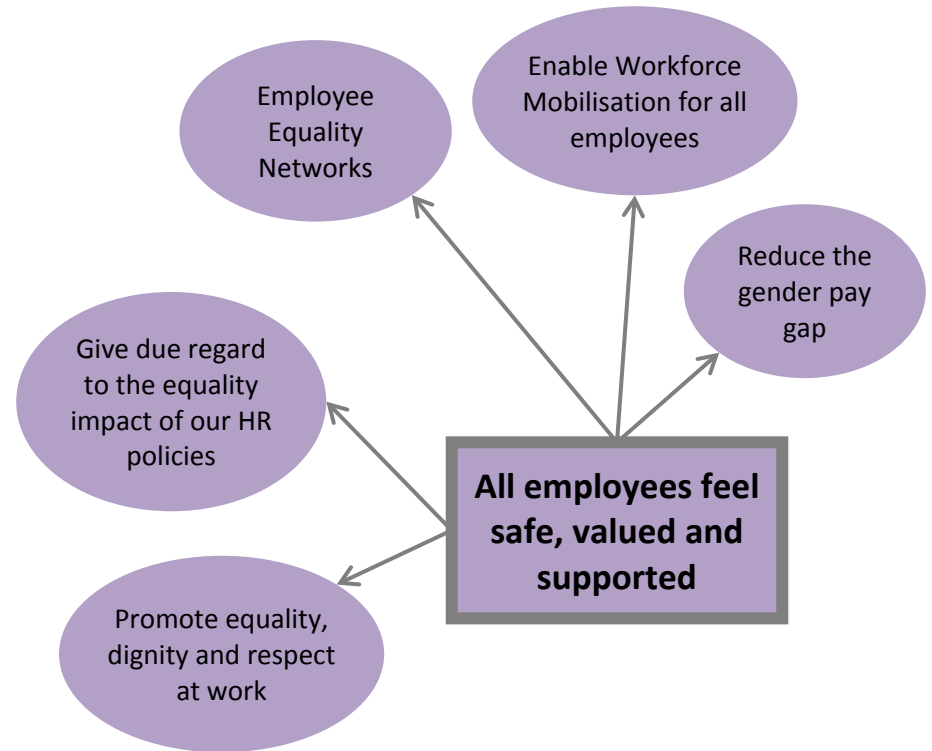 Employee
Equality
Networks
Enable Workforce
Mobilisation for all
employees
Reduce the
gender pay
gap
Give due regard
to the equality
impact of our HR
policies
All employees feel
safe, valued and
supported
Promote equality,
dignity and respect
at work